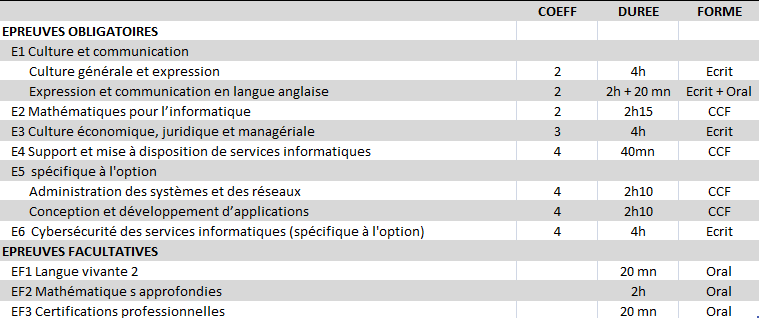 COEFF DUREE FORME
EPREUVES OBLIGATOIRES
E1 Culture et communication
Culture générale et expression 2 4h Ecrit
Expression et communication en langue anglaise 2 2h + 20 mn Ecrit + Oral
E2 Mathématiques pour l’informatique 2 2h15 CCF
E3 Culture économique, juridique et managériale 3 4h Ecrit
E4 Support et mise à disposition de services informatiques 4 40mn CCF
E5 spécifique à l'option
Administration des systèmes et des réseaux 4 2h10 CCF
Conception et développement d’applications 4 2h10 CCF
E6 Cybersécurité des services informatiques (spécifique à l'option) 4 4h Ecrit
EPREUVES FACULTATIVES
EF1 Langue vivante 2 20 mn Oral
EF2 Mathématique s approfondies 2h Oral
EF3 Certifications professionnelles 20 mn Oral